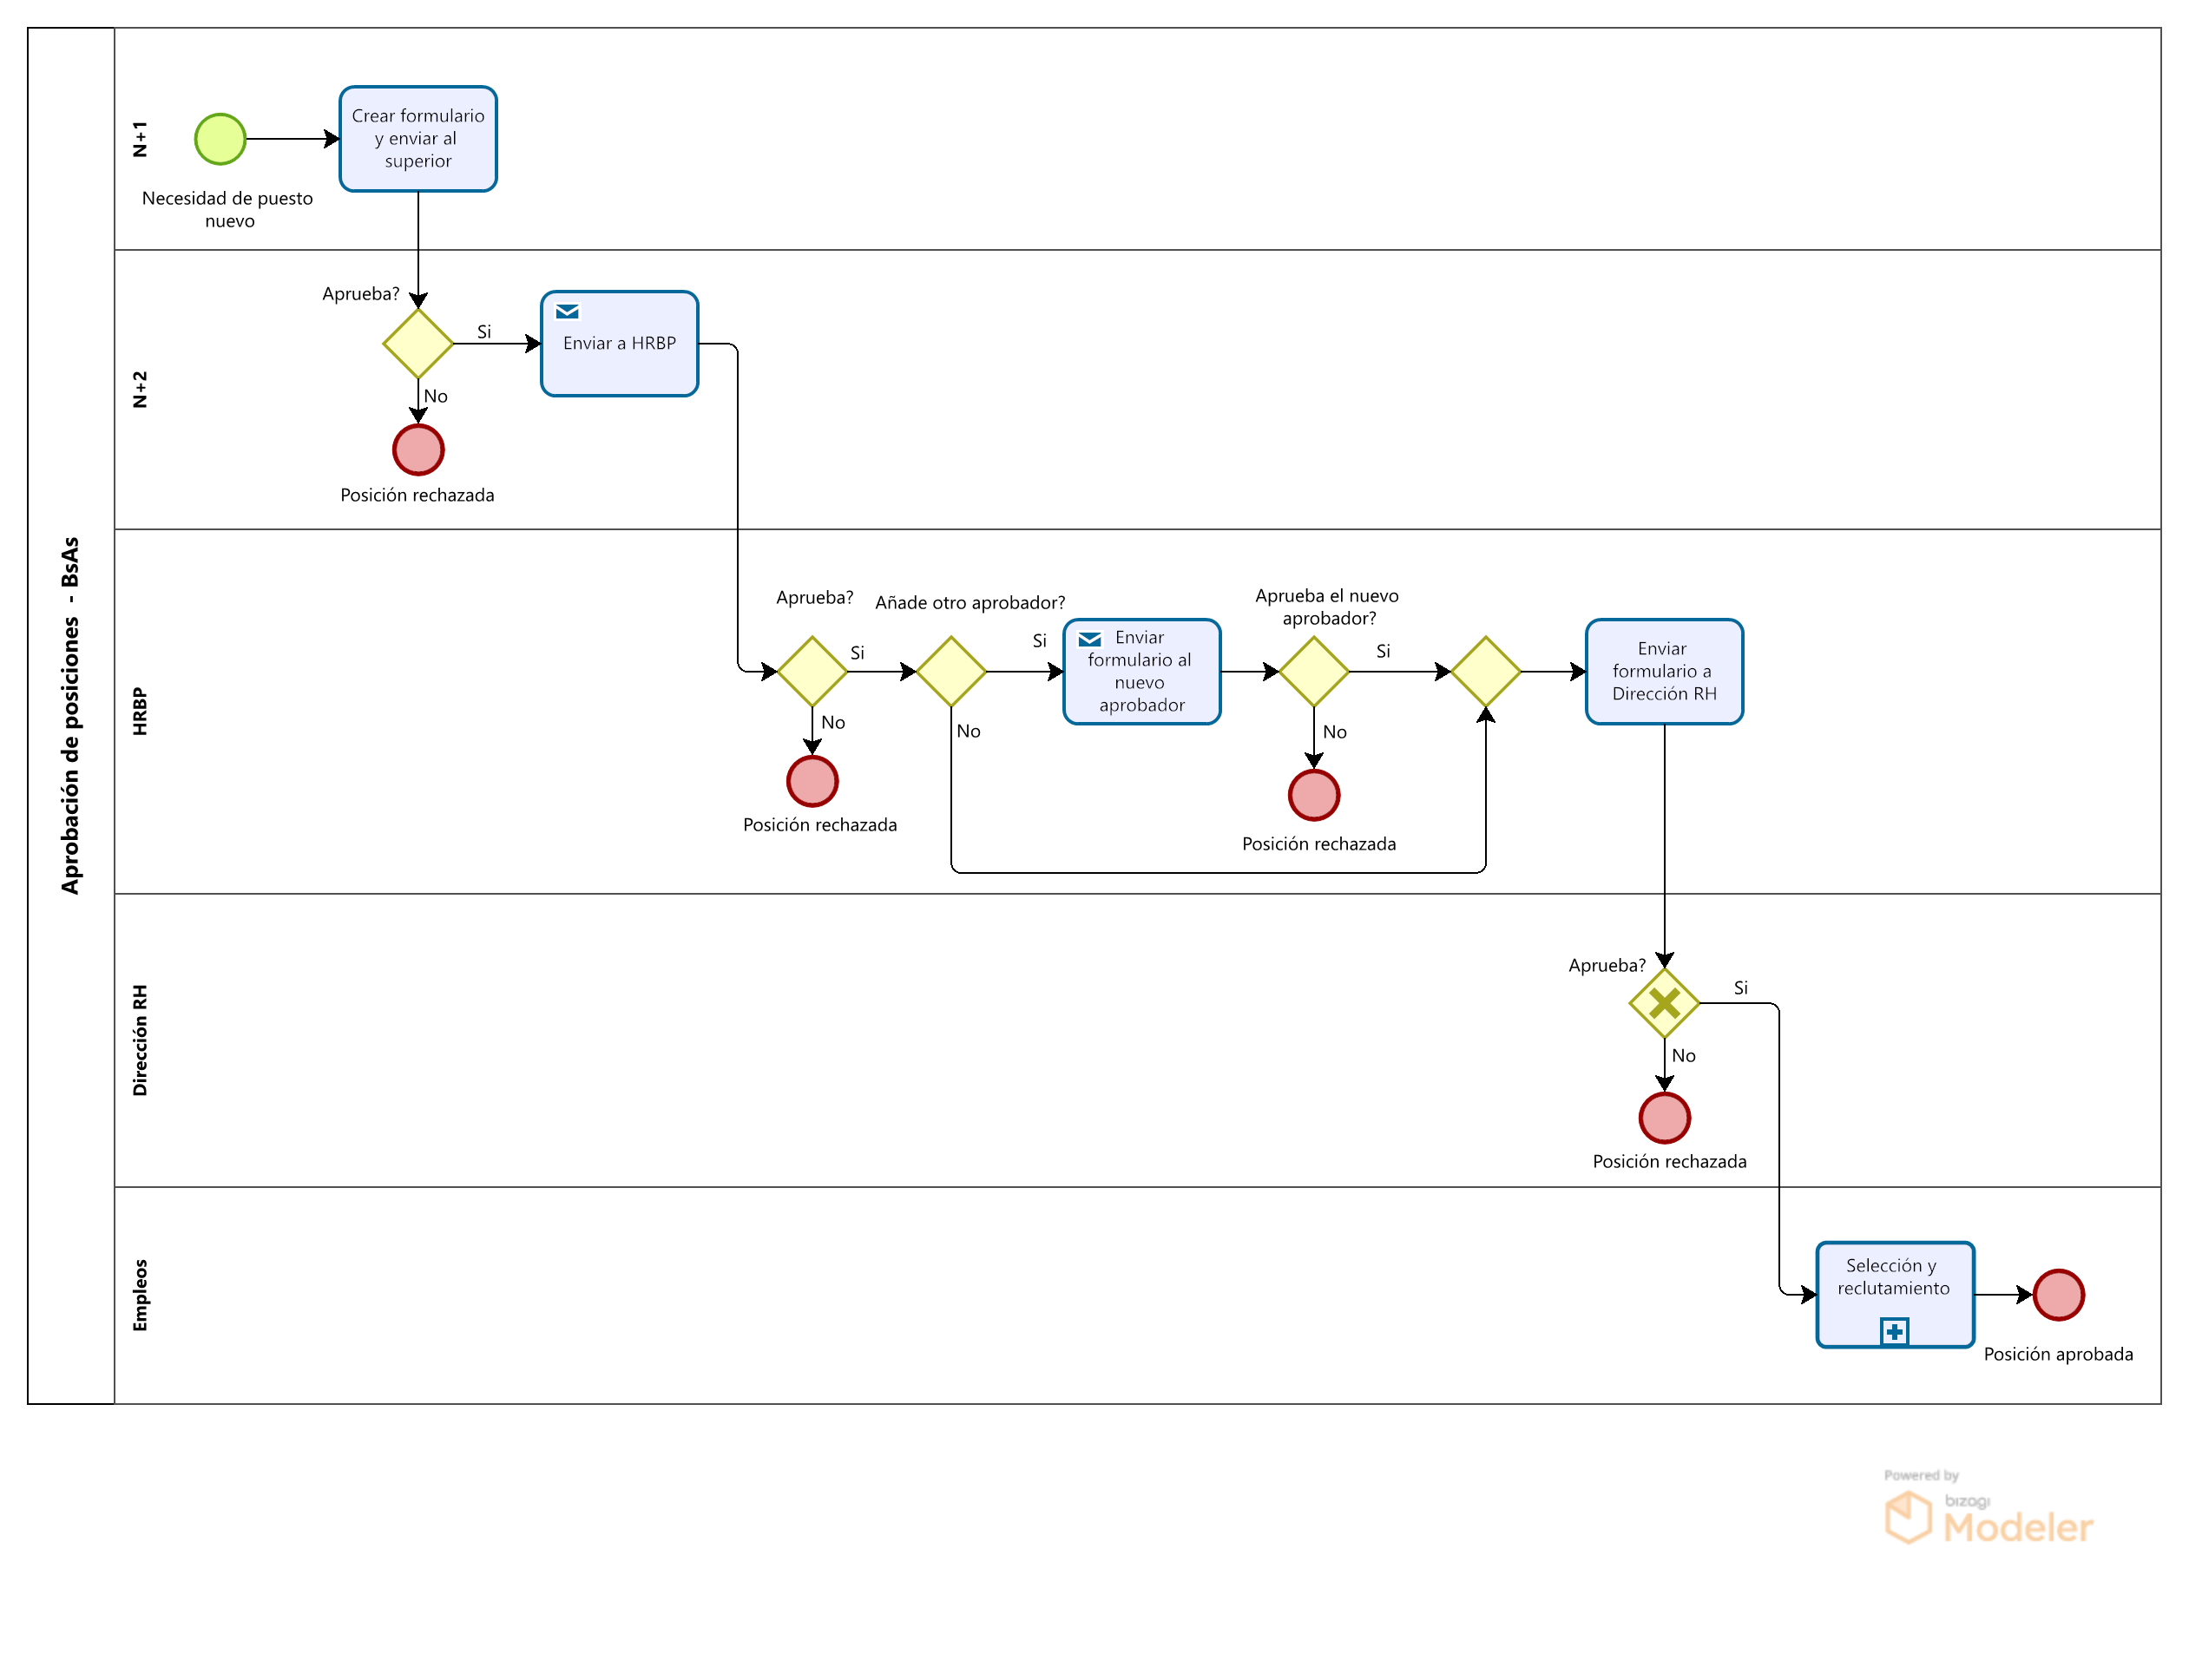 Aprobación de posiciones - BsAs
N+1
Necesidad de puesto
nuevo
Crear formulario
y enviar al
superior
N+2
Aprueba?
Si
No
Posición rechazada
Enviar a HRBP
HRBP
Aprueba?
Si
No
Posición rechazada
Añade otro aprobador?
Si
No
Enviar
formulario al
nuevo
aprobador
Aprueba el nuevo
aprobador?
Si
No
Posición rechazada
Enviar
formulario a
Dirección RH
Dirección RH
Aprueba?
Si
No
Posición rechazada
Empleos
Selección y
reclutamiento
Posición aprobada
Powered by
bizagi
Modeler